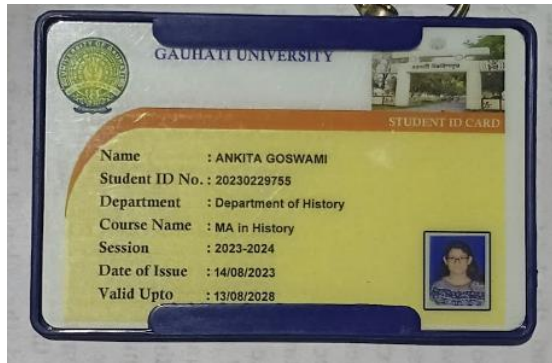 GAUHATI UNIVERSITY
STUDENT ID CARD
Name : ANKITA GOSWAMI
Student ID No. : 20230229755
Department : Department of History
Course Name : MA in History
Session : 2023-2024
Date of Issue : 14/08/2023
Valid Upto : 13/08/2028